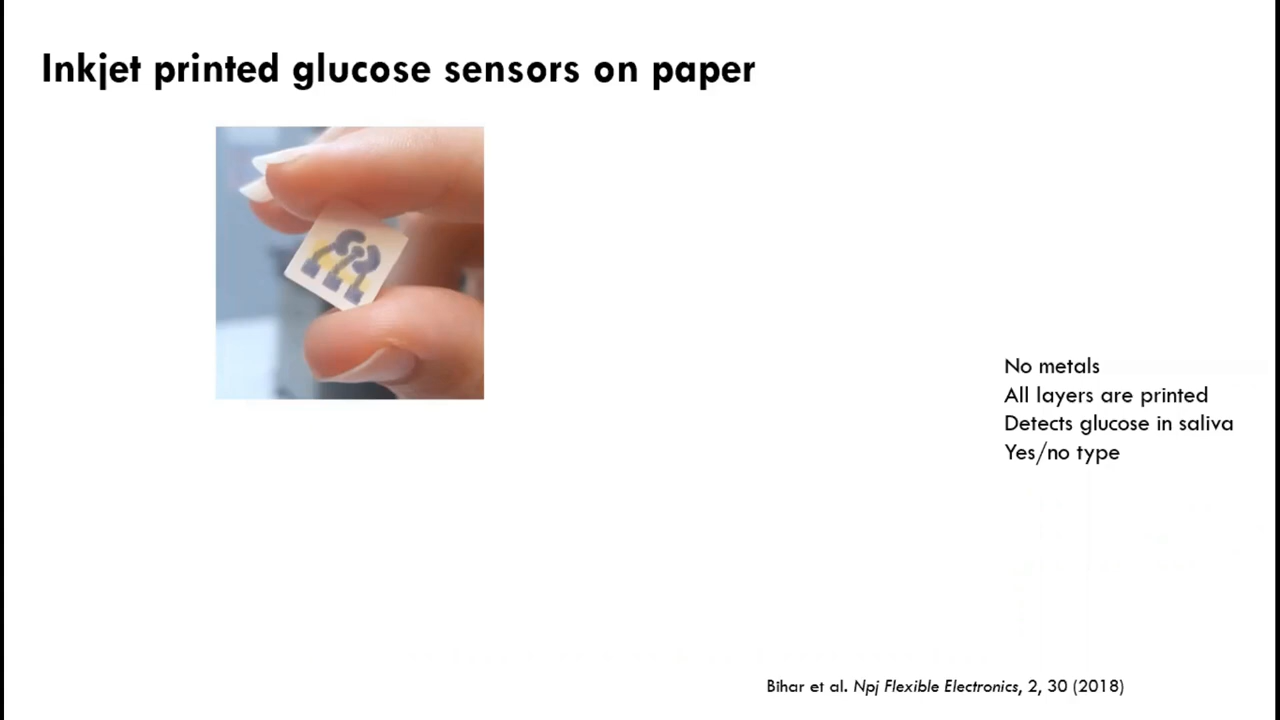 Inkjet printed glucose sensors on paper
No metals
All layers are printed
Detects glucose in saliva
Yes/no type
Bihar et al. Npj Flexible Electronics, 2, 30 (2018)